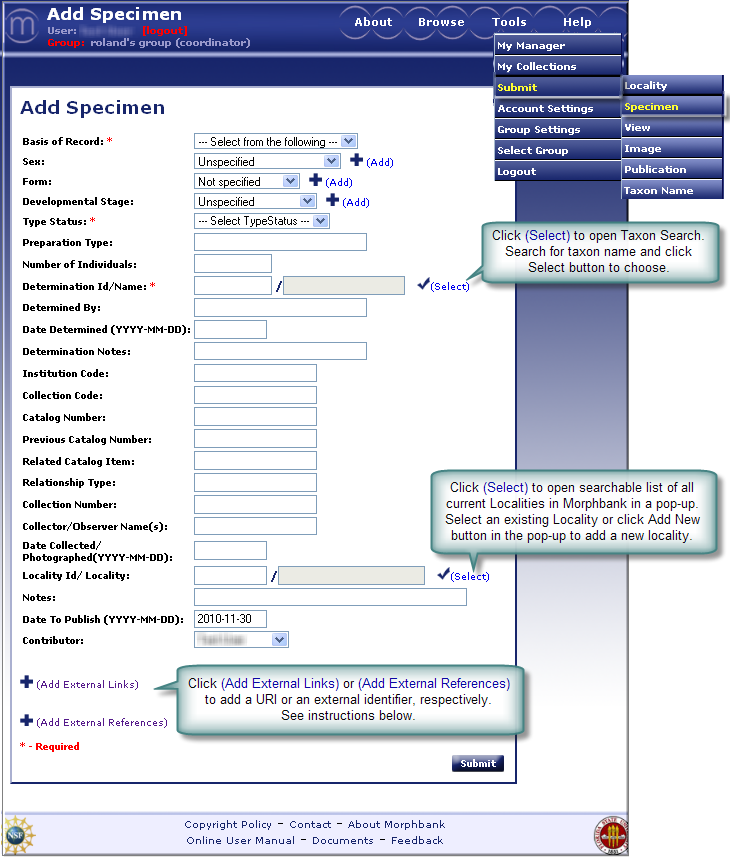 m
Add Specimen
User: [logout]
Group: roland's group (coordinator)
About Browse Tools Help
My Manager
My Collections
Submit
Account Settings
Group Settings
Select Group
Logout
Locality
Specimen
View
Image
Publication
Taxon Name
Add Specimen
Basis of Record: * --- Select from the following ---
Sex: Unspecified (Add)
Form: Not specified (Add)
Developmental Stage: Unspecified (Add)
Type Status: * --- Select TypeStatus ---
Preparation Type:
Number of Individuals:
Determination Id/Name: * / (Select)
Click (Select) to open Taxon Search.
Search for taxon name and click
Select button to choose.
Determined By:
Date Determined (YYYY-MM-DD):
Determination Notes:
Institution Code:
Collection Code:
Catalog Number:
Previous Catalog Number:
Related Catalog Item:
Relationship Type:
Collection Number:
Collector/Observer Name(s):
Date Collected/
Photographed(YYYY-MM-DD):
Locality Id/ Locality: / (Select)
Click (Select) to open searchable list of all
current Localities in Morphbank in a pop-up.
Select an existing Locality or click Add New
button in the pop-up to add a new locality.
Notes:
Date To Publish (YYYY-MM-DD): 2010-11-30
Contributor:
(Add External Links)
(Add External References)
Click (Add External Links) or (Add External References)
to add a URI or an external identifier, respectively.
See instructions below.
* - Required
Submit
Copyright Policy - Contact - About Morphbank
Online User Manual - Documents - Feedback
NSF